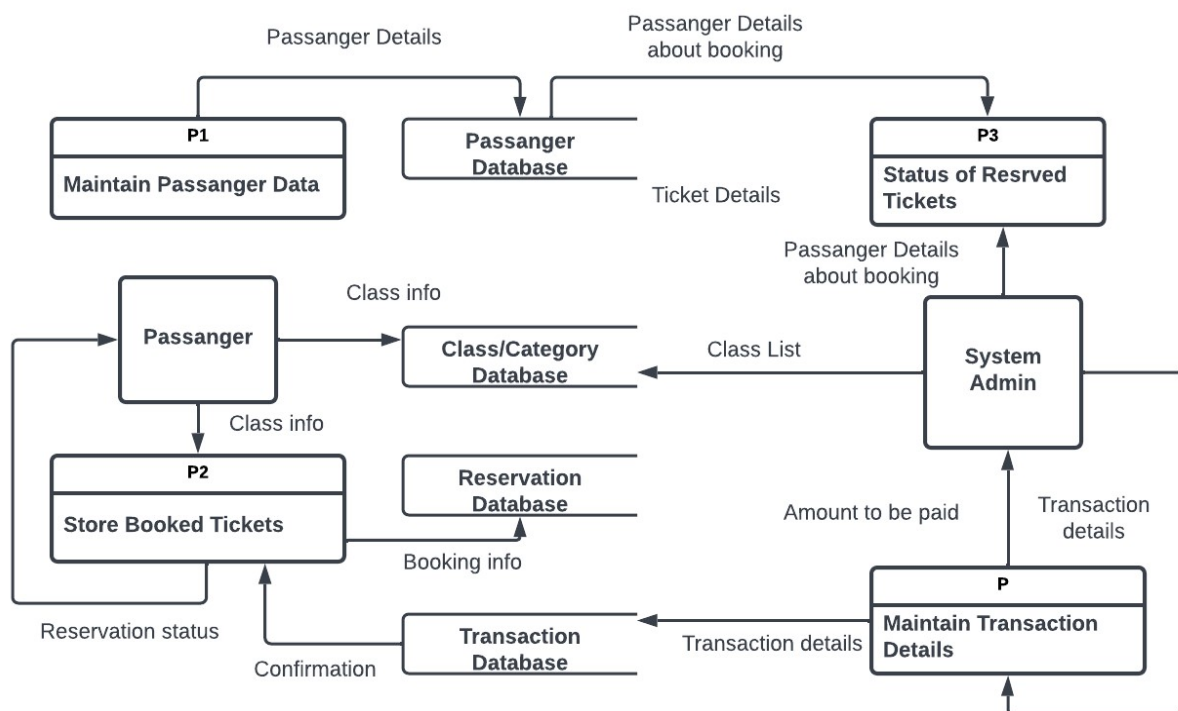 Passanger Details
Passanger Details
about booking
P1
Maintain Passanger Data
Passanger
Database
P3
Status of Resrved
Tickets
Ticket Details
Passanger Details
about booking
Passanger
Class info
Class/Category
Database
Class List
System
Admin
Class info
P2
Store Booked Tickets
Reservation
Database
Booking info
Amount to be paid
Transaction
details
Reservation status
Confirmation
Transaction
Database
Transaction details
P
Maintain Transaction
Details